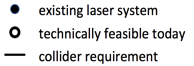 existing laser system
technically feasible today
collider requirement